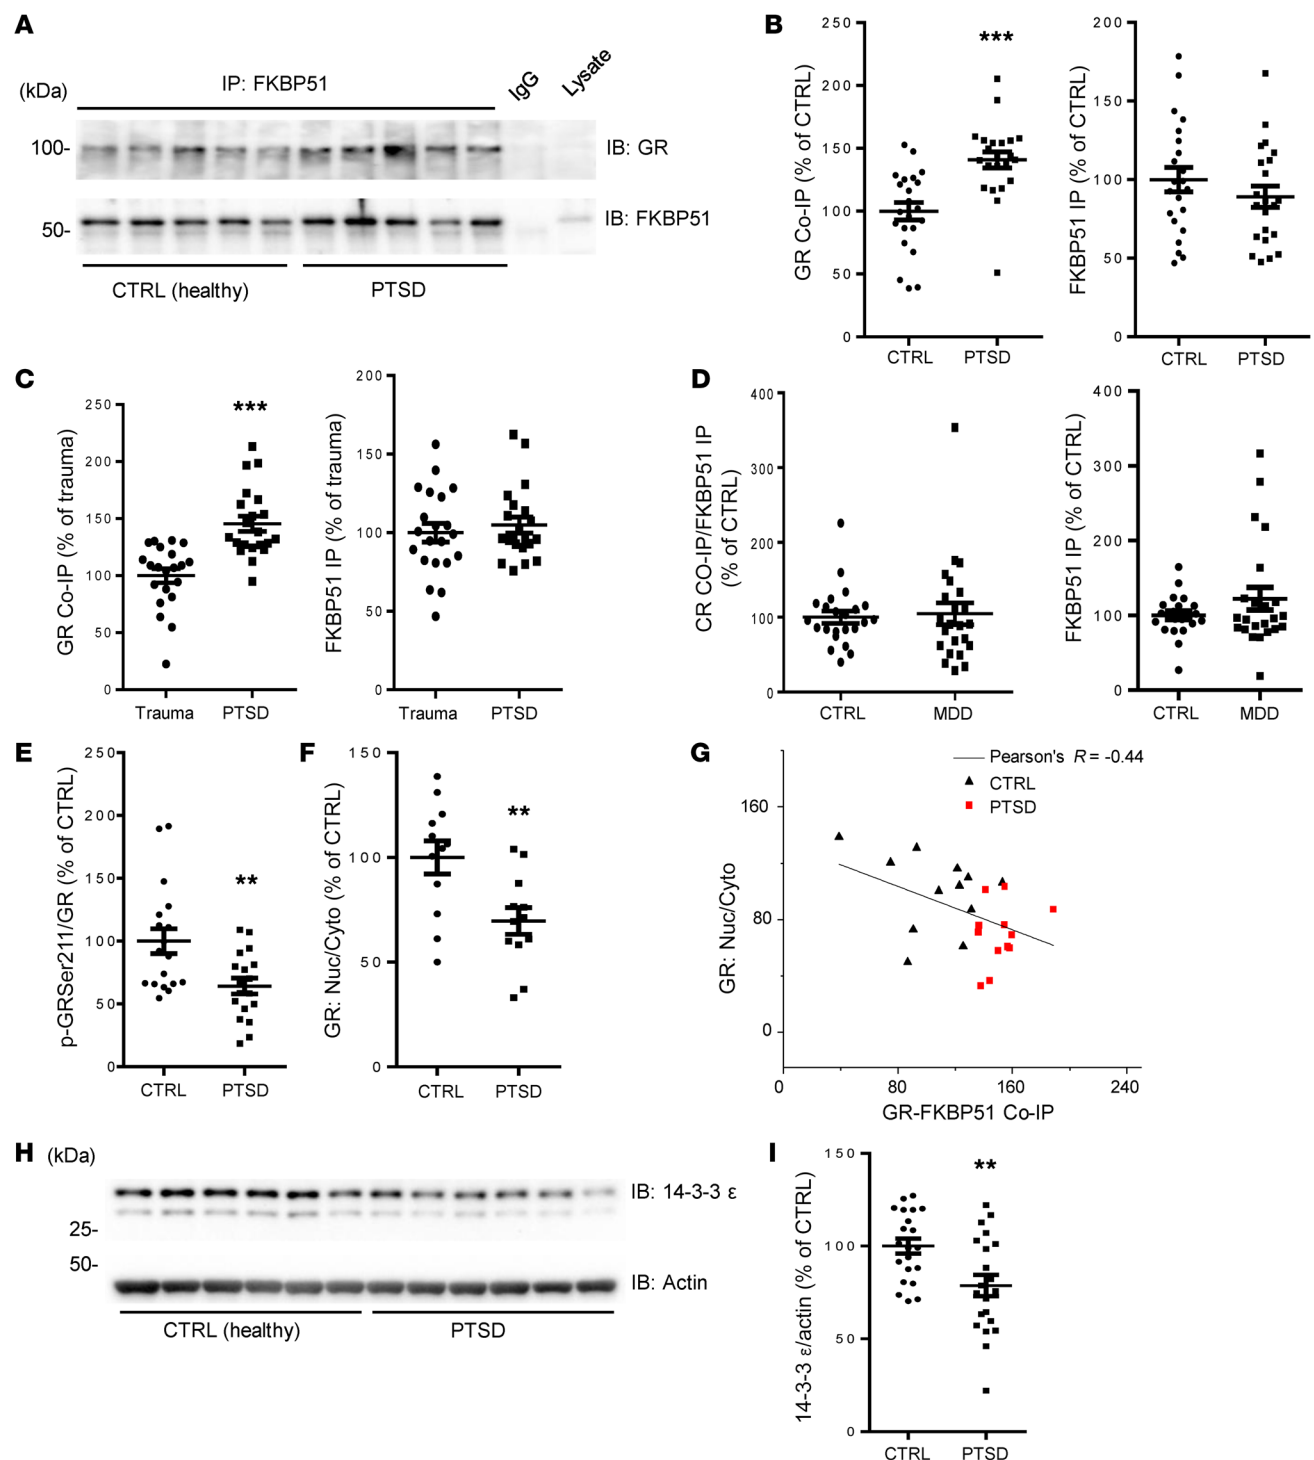 A
(kDa)
IP: FKBP51
IgG
Lysate
100-
IB: GR
50-
IB: FKBP51
CTRL (healthy)
PTSD
B
GR Co-IP (% of CTRL)
250
200
150
100
50
0
***
CTRL
PTSD
FKBP51 IP (% of CTRL)
200
150
100
50
0
CTRL
PTSD
C
GR Co-IP (% of trauma)
250
200
150
100
50
0
***
Trauma
PTSD
FKBP51 IP (% of trauma)
200
150
100
50
0
Trauma
PTSD
D
CR CO-IP/FKBP51 IP
(% of CTRL)
400
300
200
100
0
CTRL
MDD
FKBP51 IP (% of CTRL)
400
300
200
100
0
CTRL
MDD
E
p-GRSer211/GR (% of CTRL)
250
200
150
100
50
0
**
CTRL
PTSD
F
GR: Nuc/Cyto (% of CTRL)
150
100
50
0
**
CTRL
PTSD
G
Pearson's R = -0.44
CTRL
PTSD
GR: Nuc/Cyto
160
80
0
0
80
160
240
GR-FKBP51 Co-IP
H
(kDa)
IB: 14-3-3 ε
25-
50-
IB: Actin
CTRL (healthy)
PTSD
I
14-3-3 ε/actin (% of CTRL)
150
100
50
0
**
CTRL
PTSD